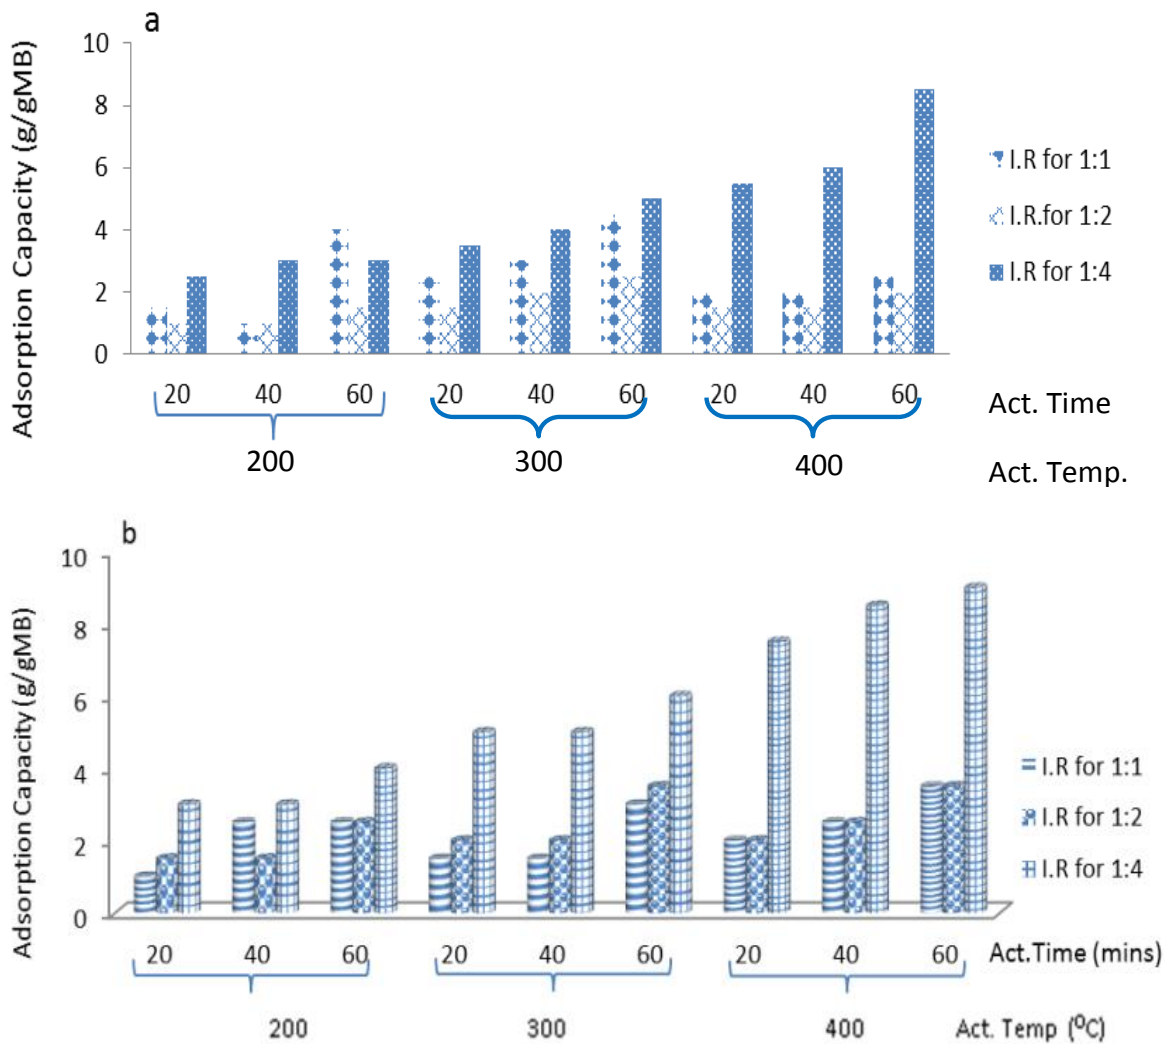 a
Adsorption Capacity (g/gMB)
10
8
6
4
2
0
I.R for 1:1
I.R.for 1:2
I.R for 1:4
20 40 60 20 40 60 20 40 60 Act. Time
200 300 400 Act. Temp.
b
Adsorption Capacity (g/gMB)
10
8
6
4
2
0
I.R for 1:1
I.R for 1:2
I.R for 1:4
20 40 60 20 40 60 20 40 60 Act.Time (mins)
200 300 400 Act. Temp (⁰C)